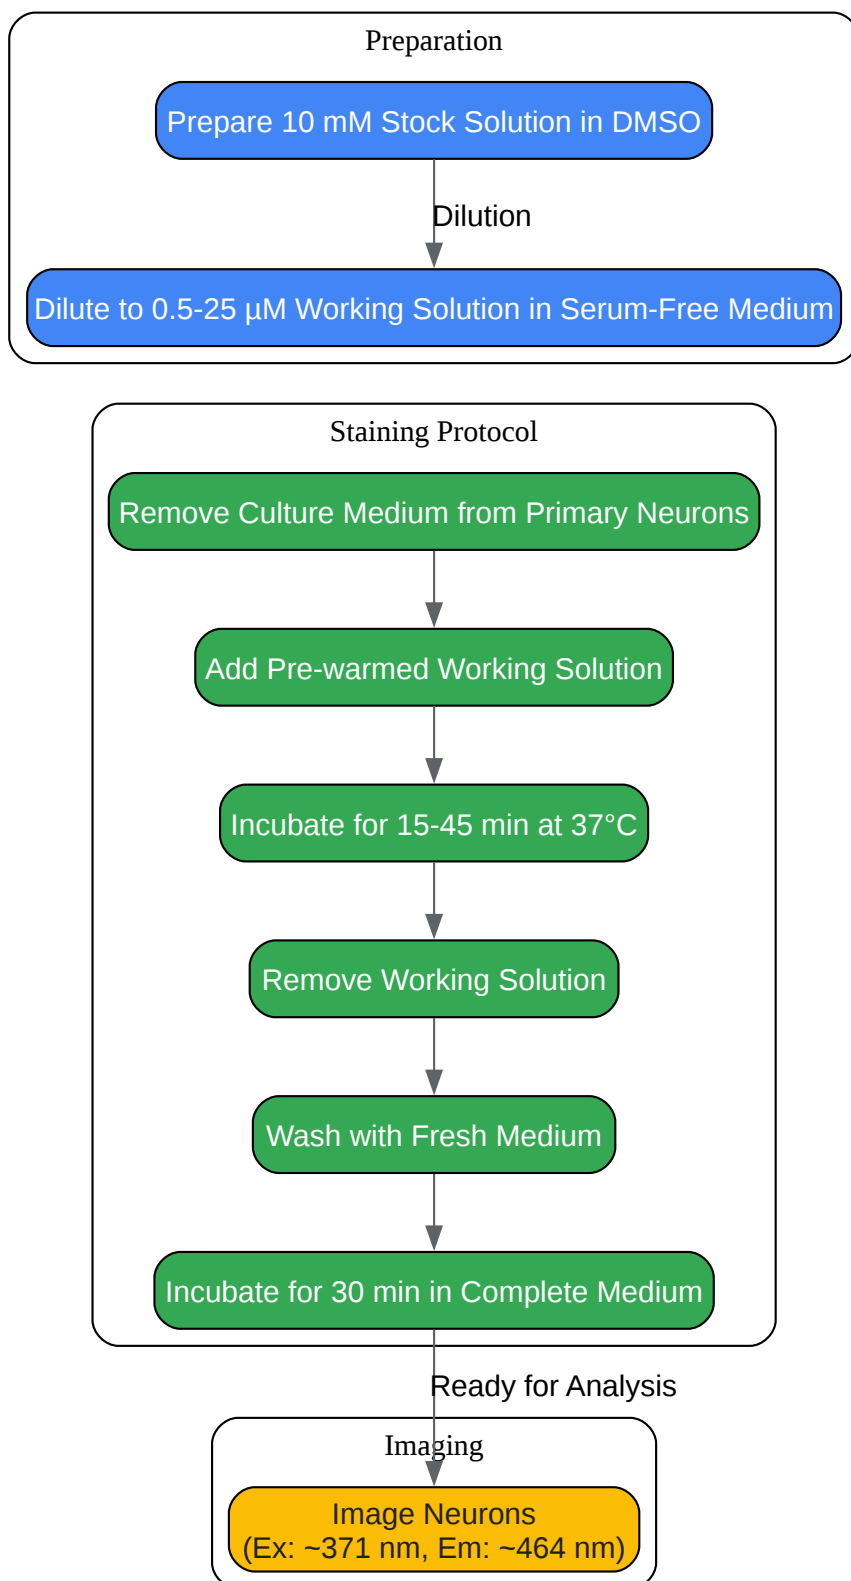 Preparation
Prepare 10 mM Stock Solution in DMSO
Dilution
Dilute to 0.5-25 µM Working Solution in Serum-Free Medium
Staining Protocol
Remove Culture Medium from Primary Neurons
Add Pre-warmed Working Solution
Incubate for 15-45 min at 37°C
Remove Working Solution
Wash with Fresh Medium
Incubate for 30 min in Complete Medium
Ready for Analysis
Imaging
Image Neurons
(Ex: ~371 nm, Em: ~464 nm)